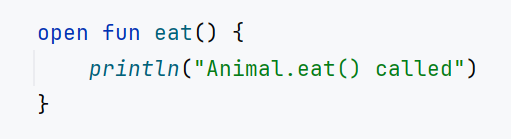 open fun eat() {
    println("Animal.eat() called")
}